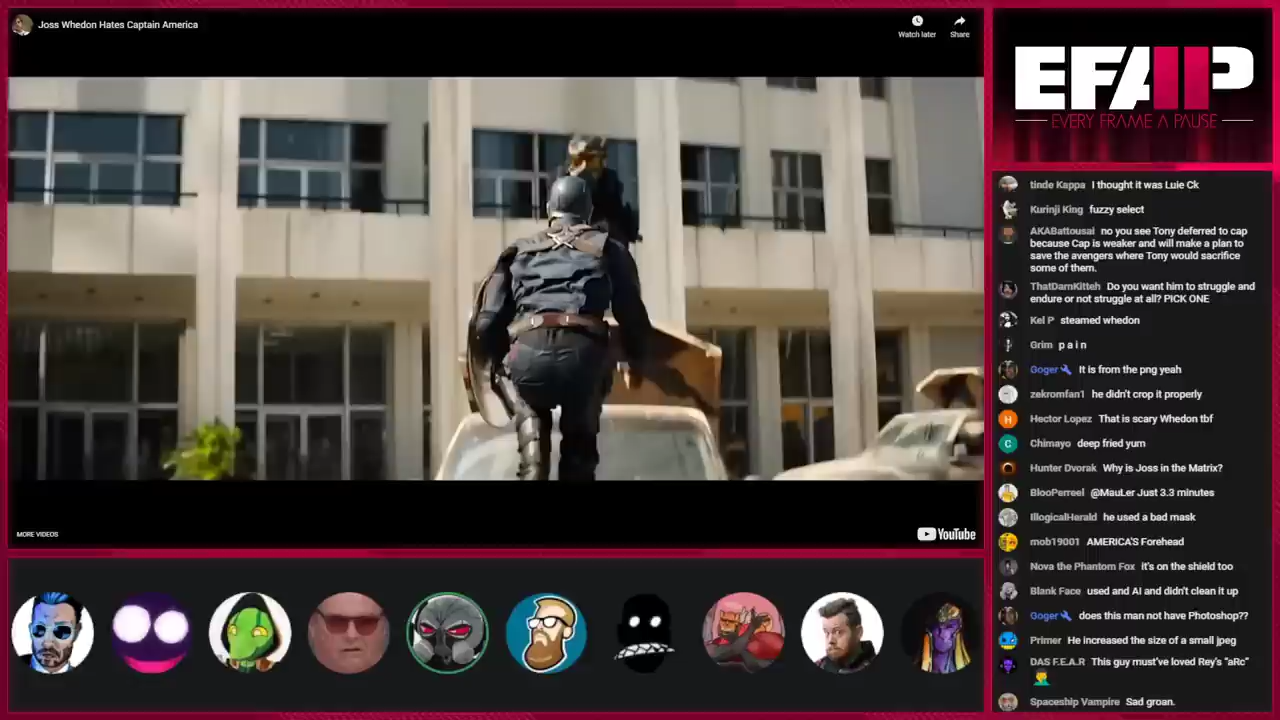 Joss Whedon Hates Captain America
Watch later
Share
MORE VIDEOS
YouTube
EFAP
EVERY FRAME A PAUSE
tinde Kappa I thought it was Luie Ck
Kurinji King fuzzy select
AKABattousai no you see Tony deferred to cap
because Cap is weaker and will make a plan to
save the avengers where Tony would sacrifice
some of them.
ThatDarnKitteh Do you want him to struggle and
endure or not struggle at all? PICK ONE
Kel P steamed whedon
Grim p a i n
Goger It is from the png yeah
zekromfan1 he didn't crop it properly
Hector Lopez That is scary Whedon tbf
Chimayo deep fried yum
Hunter Dvorak Why is Joss in the Matrix?
BlooPerreel @MauLer Just 3.3 minutes
IllogicalHerald he used a bad mask
mob19001 AMERICA'S Forehead
Nova the Phantom Fox it's on the shield too
Blank Face used and AI and didn't clean it up
Goger does this man not have Photoshop??
Primer He increased the size of a small jpeg
DAS F.E.A.R This guy must've loved Rey's "aRc"
Spaceship Vampire Sad groan.